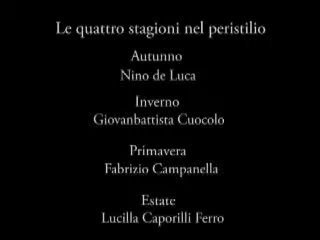 Le quattro stagioni nel peristilio
Autunno
Nino de Luca
Inverno
Giovanbattista Cuocolo
Primavera
Fabrizio Campanella
Estate
Lucilla Caporilli Ferro